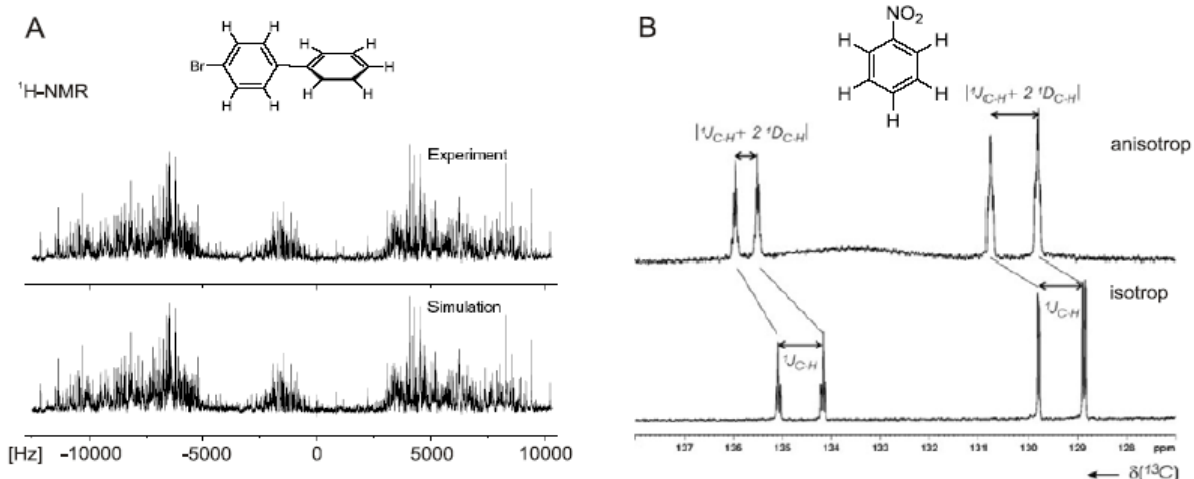 A
H H
H H
Br
H
H H
H H
¹H-NMR
Experiment
Simulation
[Hz] -10000 -5000 0 5000 10000
B
NO₂
H H
H H
H
|¹J_C-H + 2 ¹D_C-H|
|¹J_C-H + 2 ¹D_C-H|
anisotrop
isotrop
¹J_C-H
¹J_C-H
137 136 135 134 133 132 131 130 129 128 ppm
← δ[¹³C]